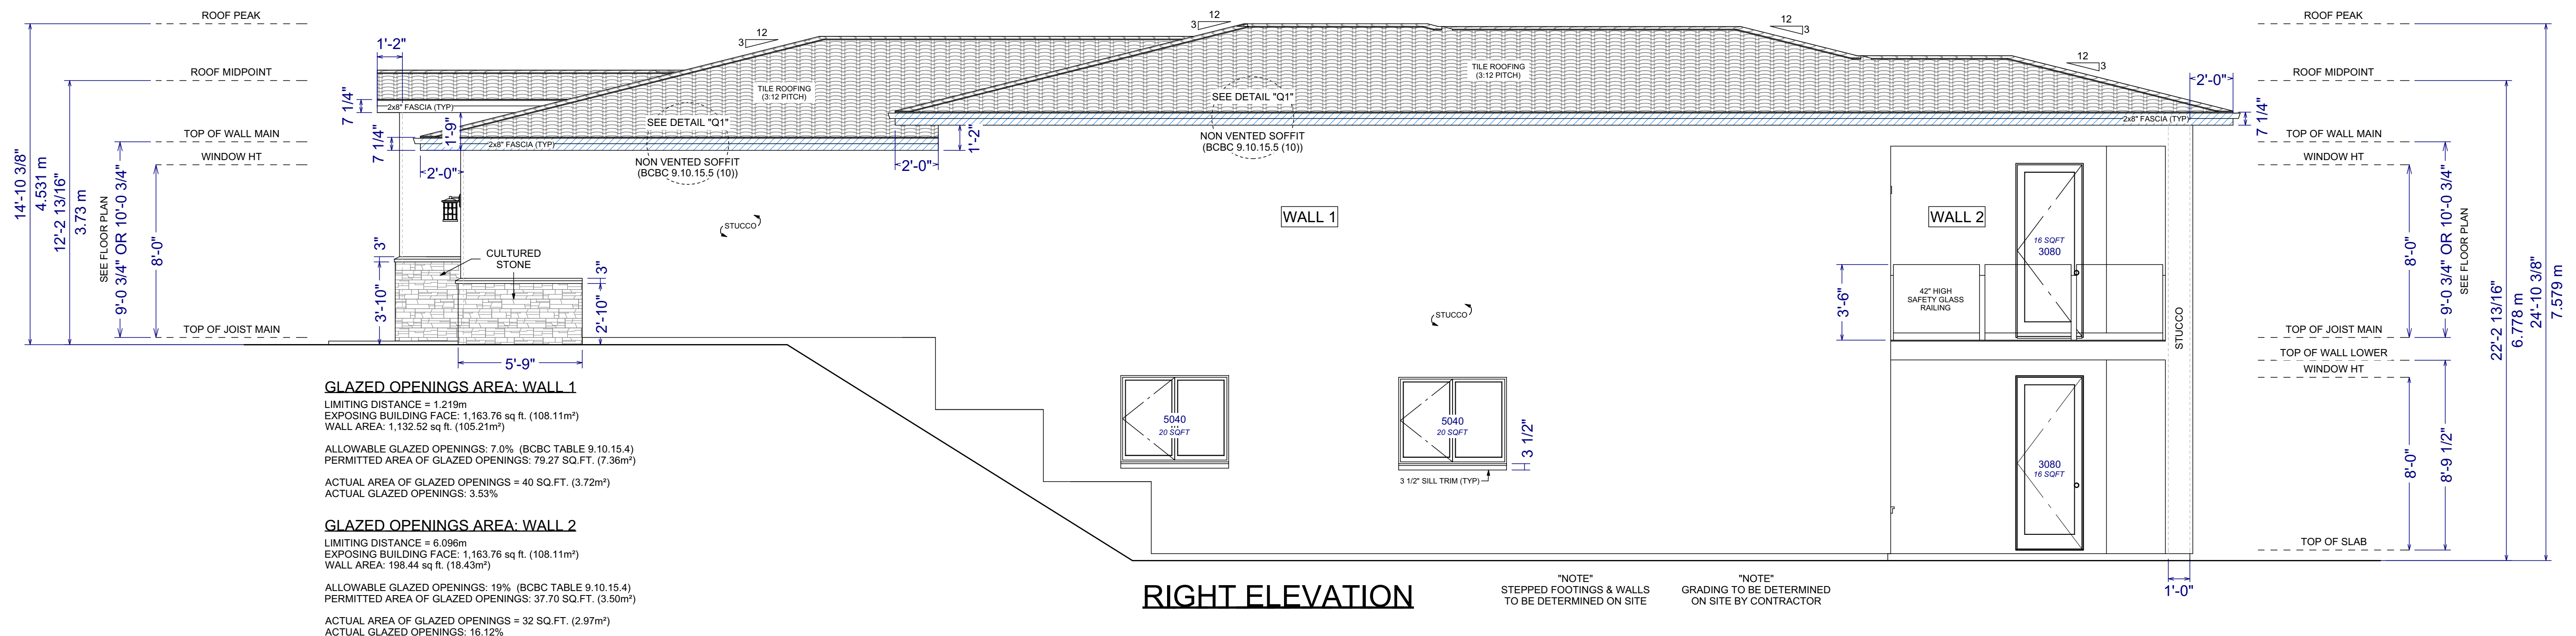 ROOF PEAK
ROOF MIDPOINT
TOP OF WALL MAIN
WINDOW HT
TOP OF JOIST MAIN
14'-10 3/8"
4.531 m
12'-2 13/16"
3.73 m
SEE FLOOR PLAN
9'-0 3/4" OR 10'-0 3/4"
8'-0"
1'-2"
7 1/4"
2x8" FASCIA (TYP)
7 1/4"
1'-9"
2x8" FASCIA (TYP)
2'-0"
12
3
TILE ROOFING
(3:12 PITCH)
SEE DETAIL "Q1"
NON VENTED SOFFIT
(BCBC 9.10.15.5 (10))
STUCCO
CULTURED
STONE
3"
3'-10"
3"
2'-10"
5'-9"
2'-0"
1'-2"
12
3
SEE DETAIL "Q1"
NON VENTED SOFFIT
(BCBC 9.10.15.5 (10))
TILE ROOFING
(3:12 PITCH)
12
3
12
3
2'-0"
7 1/4"
2x8" FASCIA (TYP)
WALL 1
STUCCO
WALL 2
16 SQFT
3080
3'-6"
42" HIGH
SAFETY GLASS
RAILING
STUCCO
5040
20 SQFT
5040
20 SQFT
3 1/2"
3 1/2" SILL TRIM (TYP)
3080
16 SQFT
1'-0"
ROOF PEAK
ROOF MIDPOINT
TOP OF WALL MAIN
WINDOW HT
TOP OF JOIST MAIN
TOP OF WALL LOWER
WINDOW HT
TOP OF SLAB
8'-0"
9'-0 3/4" OR 10'-0 3/4"
SEE FLOOR PLAN
8'-0"
8'-9 1/2"
22'-2 13/16"
6.778 m
24'-10 3/8"
7.579 m
GLAZED OPENINGS AREA: WALL 1
LIMITING DISTANCE = 1.219m
EXPOSING BUILDING FACE: 1,163.76 sq ft. (108.11m²)
WALL AREA: 1,132.52 sq ft. (105.21m²)
ALLOWABLE GLAZED OPENINGS: 7.0% (BCBC TABLE 9.10.15.4)
PERMITTED AREA OF GLAZED OPENINGS: 79.27 SQ.FT. (7.36m²)
ACTUAL AREA OF GLAZED OPENINGS = 40 SQ.FT. (3.72m²)
ACTUAL GLAZED OPENINGS: 3.53%
GLAZED OPENINGS AREA: WALL 2
LIMITING DISTANCE = 6.096m
EXPOSING BUILDING FACE: 1,163.76 sq ft. (108.11m²)
WALL AREA: 198.44 sq ft. (18.43m²)
ALLOWABLE GLAZED OPENINGS: 19% (BCBC TABLE 9.10.15.4)
PERMITTED AREA OF GLAZED OPENINGS: 37.70 SQ.FT. (3.50m²)
ACTUAL AREA OF GLAZED OPENINGS = 32 SQ.FT. (2.97m²)
ACTUAL GLAZED OPENINGS: 16.12%
RIGHT ELEVATION
"NOTE"
STEPPED FOOTINGS & WALLS
TO BE DETERMINED ON SITE
"NOTE"
GRADING TO BE DETERMINED
ON SITE BY CONTRACTOR